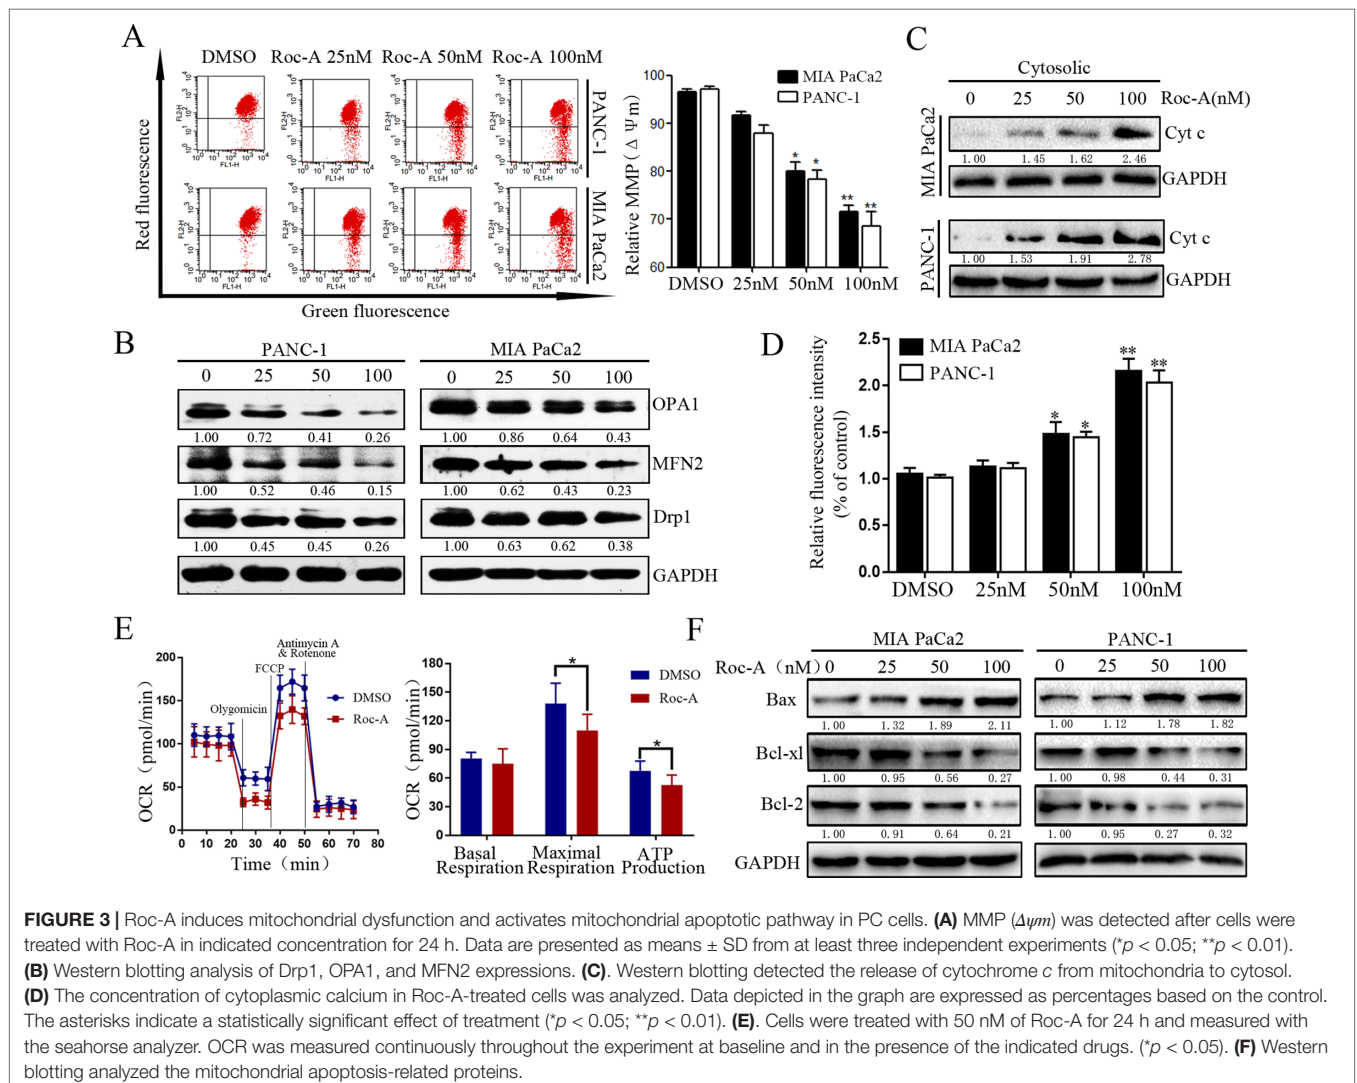 A
DMSO Roc-A 25nM Roc-A 50nM Roc-A 100nM
PANC-1
MIA PaCa2
Red fluorescence
Green fluorescence
FL2-H
FL1-H
10⁰ 10¹ 10² 10³ 10⁴
Relative MMP ( Δ Ψm)
100
90
80
70
60
MIA PaCa2
PANC-1
* *
** **
DMSO 25nM 50nM 100nM
C
Cytosolic
0 25 50 100 Roc-A(nM)
MIA PaCa2
Cyt c
1.00 1.45 1.62 2.46
GAPDH
PANC-1
Cyt c
1.00 1.53 1.91 2.78
GAPDH
B
PANC-1 MIA PaCa2
0 25 50 100 0 25 50 100
OPA1
1.00 0.72 0.41 0.26 1.00 0.86 0.64 0.43
MFN2
1.00 0.52 0.46 0.15 1.00 0.62 0.43 0.23
Drp1
1.00 0.45 0.45 0.26 1.00 0.63 0.62 0.38
GAPDH
D
Relative fluorescence intensity
(% of control)
2.5
2.0
1.5
1.0
0.5
0.0
MIA PaCa2
PANC-1
* *
** **
DMSO 25nM 50nM 100nM
E
OCR（pmol/min）
200
150
100
50
0
Antimycin A
& Rotenone
FCCP
Olygomicin
DMSO
Roc-A
0 10 20 30 40 50 60 70 80
Time（min）
OCR（pmol/min）
180
150
120
90
60
30
0
DMSO
Roc-A
* *
Basal Respiration
Maximal Respiration
ATP Production
F
MIA PaCa2 PANC-1
Roc-A（nM) 0 25 50 100 0 25 50 100
Bax
1.00 1.32 1.89 2.11 1.00 1.12 1.78 1.82
Bcl-xl
1.00 0.95 0.56 0.27 1.00 0.98 0.44 0.31
Bcl-2
1.00 0.91 0.64 0.21 1.00 0.95 0.27 0.32
GAPDH
FIGURE 3 | Roc-A induces mitochondrial dysfunction and activates mitochondrial apoptotic pathway in PC cells. (A) MMP (Δψm) was detected after cells were
treated with Roc-A in indicated concentration for 24 h. Data are presented as means ± SD from at least three independent experiments (*p < 0.05; **p < 0.01).
(B) Western blotting analysis of Drp1, OPA1, and MFN2 expressions. (C). Western blotting detected the release of cytochrome c from mitochondria to cytosol.
(D) The concentration of cytoplasmic calcium in Roc-A-treated cells was analyzed. Data depicted in the graph are expressed as percentages based on the control.
The asterisks indicate a statistically significant effect of treatment (*p < 0.05; **p < 0.01). (E). Cells were treated with 50 nM of Roc-A for 24 h and measured with
the seahorse analyzer. OCR was measured continuously throughout the experiment at baseline and in the presence of the indicated drugs. (*p < 0.05). (F) Western
blotting analyzed the mitochondrial apoptosis-related proteins.